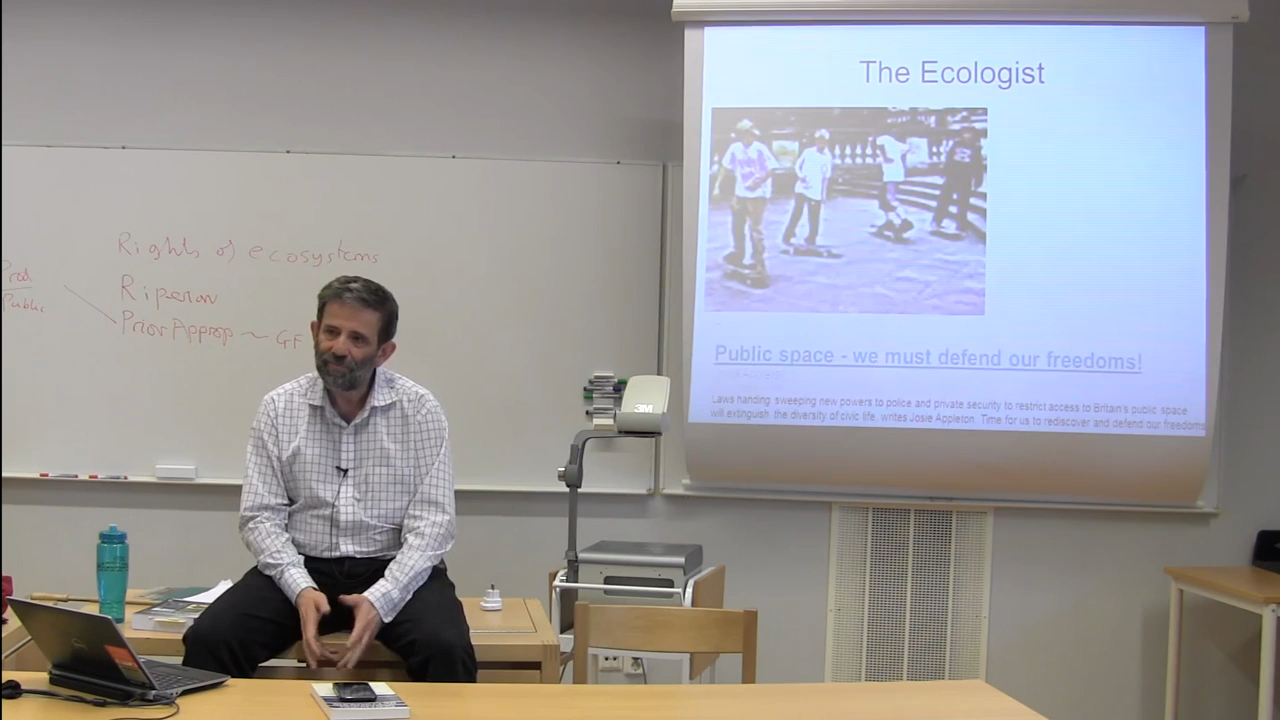 Rights of ecosystems
Prod
Public
Riperan
Prior Approp ~ GF
3M
The Ecologist
Public space - we must defend our freedoms!
Laws handing sweeping new powers to police and private security to restrict access to Britain's public space
will extinguish the diversity of civic life, writes Josie Appleton. Time for us to rediscover and defend our freedoms